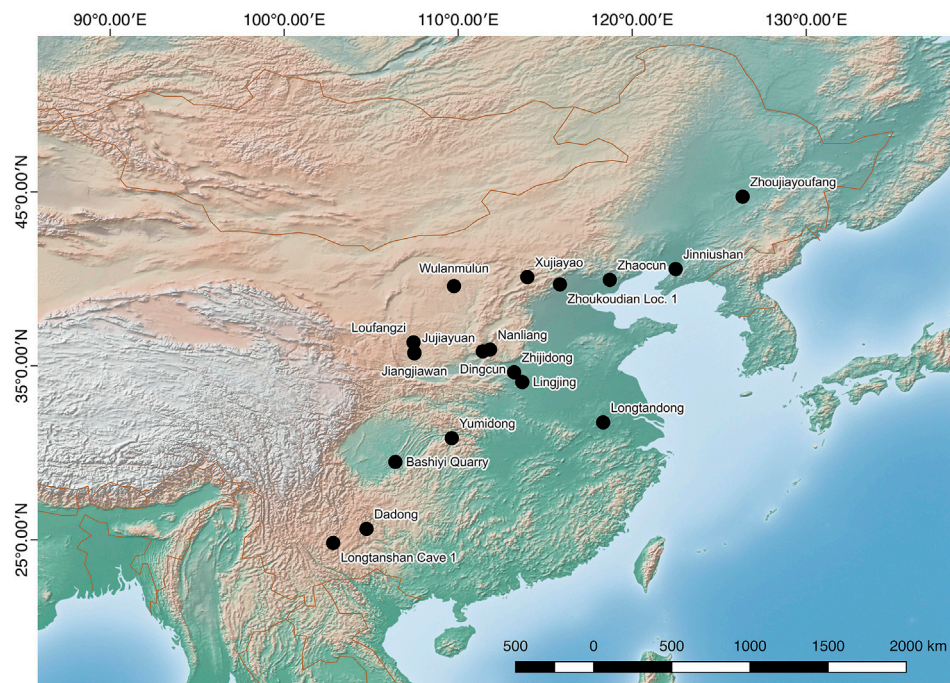 90°0.00'E 100°0.00'E 110°0.00'E 120°0.00'E 130°0.00'E
45°0.00'N
Zhoujiayoufang
Jinniushan
Xujiayao
Zhaocun
Wulanmulun
Zhoukoudian Loc. 1
Loufangzi
Jujiayuan
Nanliang
35°0.00'N
Zhijidong
Jiangjiawan
Dingcun
Lingjing
Longtandong
Yumidong
Bashiyi Quarry
Dadong
25°0.00'N
Longtanshan Cave 1
500 0 500 1000 1500 2000 km